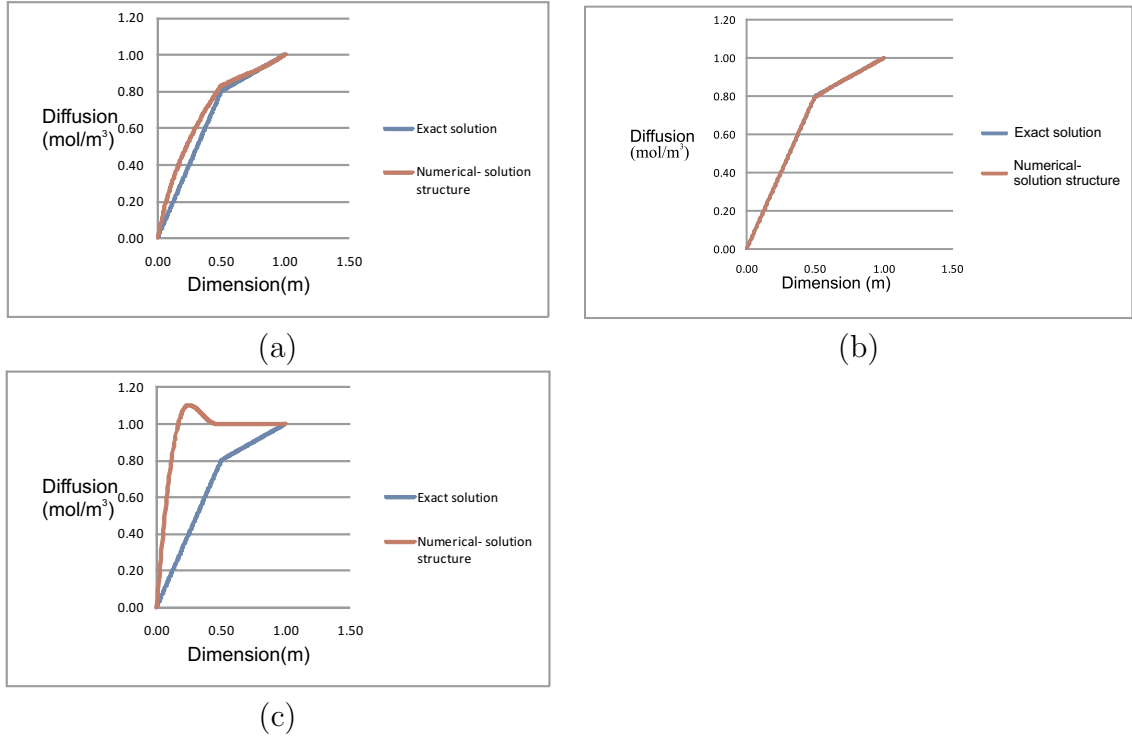 1.20
1.00
0.80
0.60
0.40
0.20
0.00
Diffusion
(mol/m³)
0.00 0.50 1.00 1.50
Dimension(m)
Exact solution
Numerical- solution
structure
(a)
1.20
1.00
0.80
0.60
0.40
0.20
0.00
Diffusion
(mol/m³)
0.00 0.50 1.00 1.50
Dimension (m)
Exact solution
Numerical-
solution structure
(b)
1.20
1.00
0.80
0.60
0.40
0.20
0.00
Diffusion
(mol/m³)
0.00 0.50 1.00 1.50
Dimension(m)
Exact solution
Numerical- solution
structure
(c)